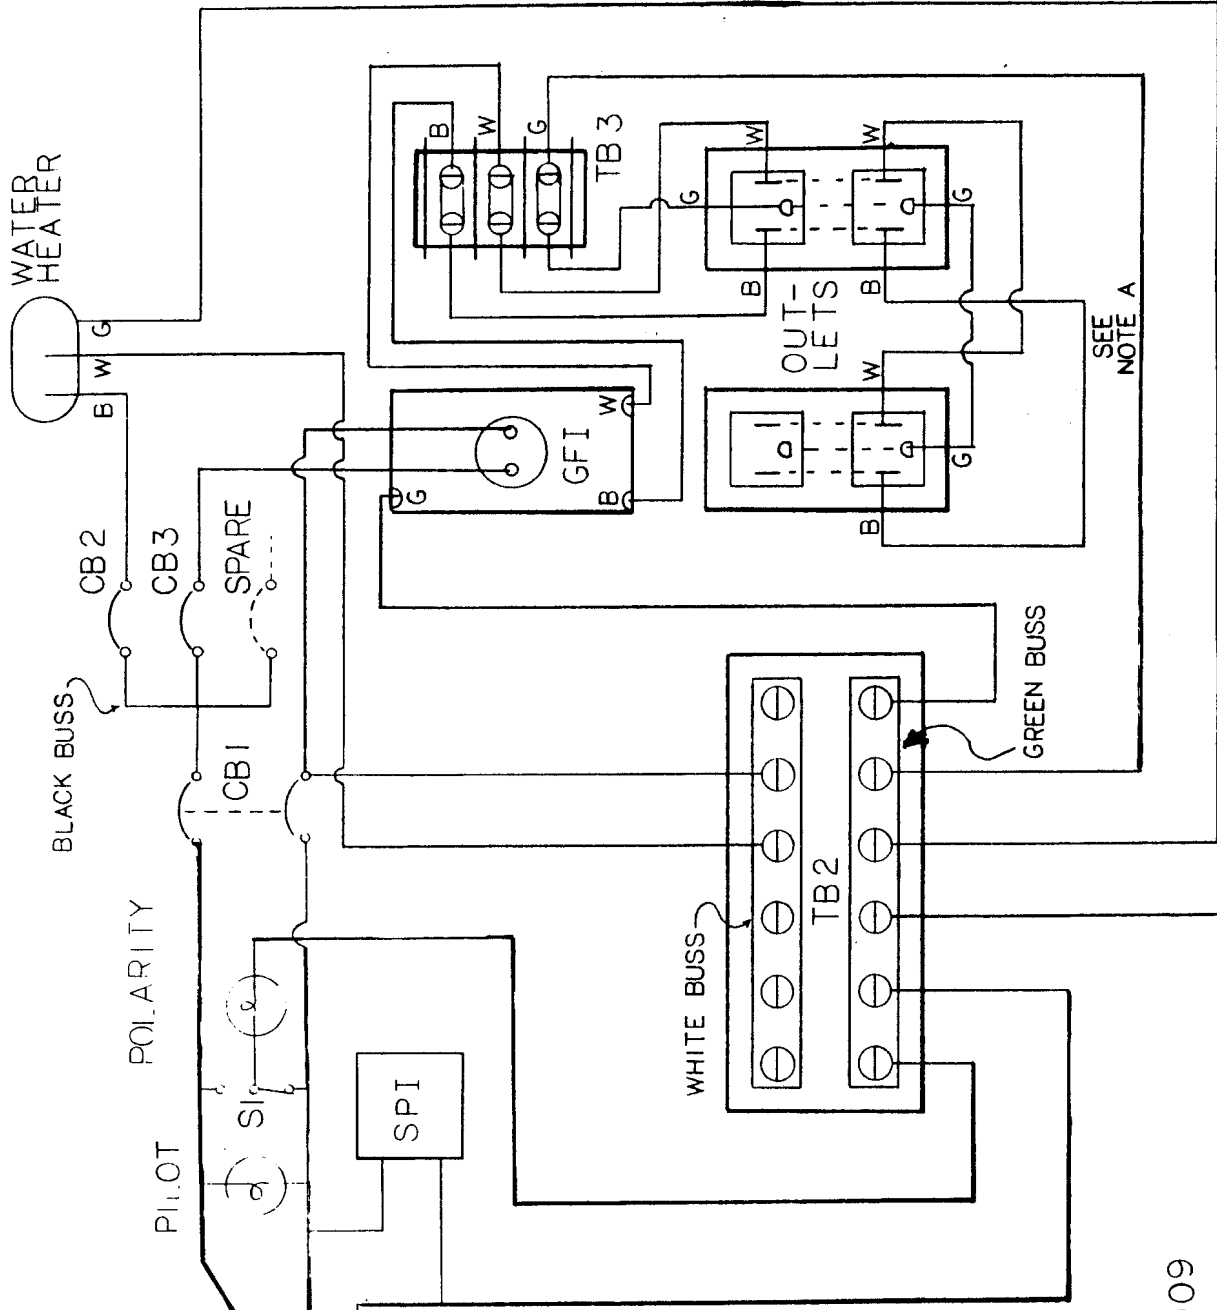 WATER
HEATER
B
W
G
CB2
CB3
SPARE
BLACK BUSS
CB1
POLARITY
PILOT
S1
SPI
GFI
G
B
W
B
W
G
TB3
G
W
B
W
B
G
OUT-
LETS
W
B
G
SEE
NOTE A
WHITE BUSS
TB2
GREEN BUSS